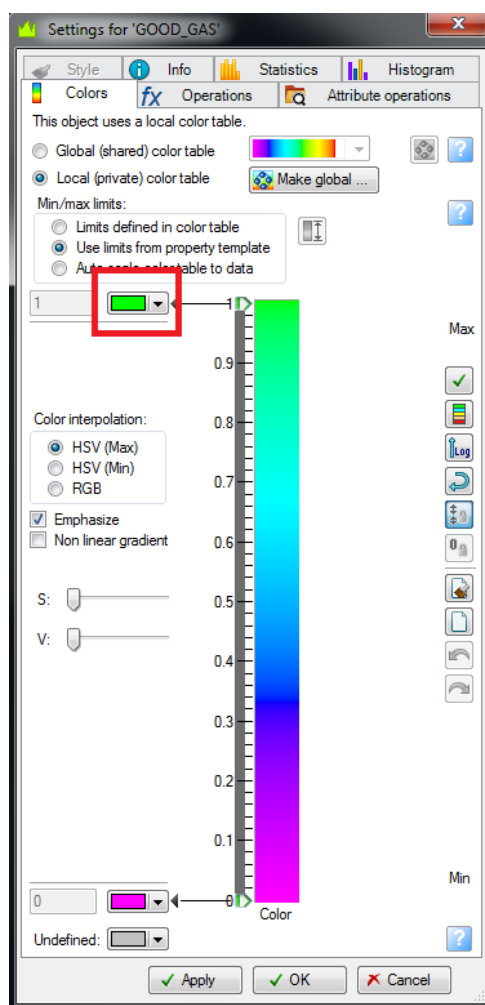 Settings for 'GOOD_GAS'
Style Info Statistics Histogram
Colors fx Operations Attribute operations
This object uses a local color table.
Global (shared) color table ?
Local (private) color table Make global ...
Min/max limits: ?
Limits defined in color table
Use limits from property template
Auto scale color table to data
1 1
Max
0.9
Color interpolation: 0.8
HSV (Max) Log
HSV (Min)
RGB 0.7
Emphasize
Non linear gradient 0.6 0
S: 0.5
V:
0.4
0.3
0.2
0.1
Min
0 0
Color
Undefined: ?
Apply OK Cancel